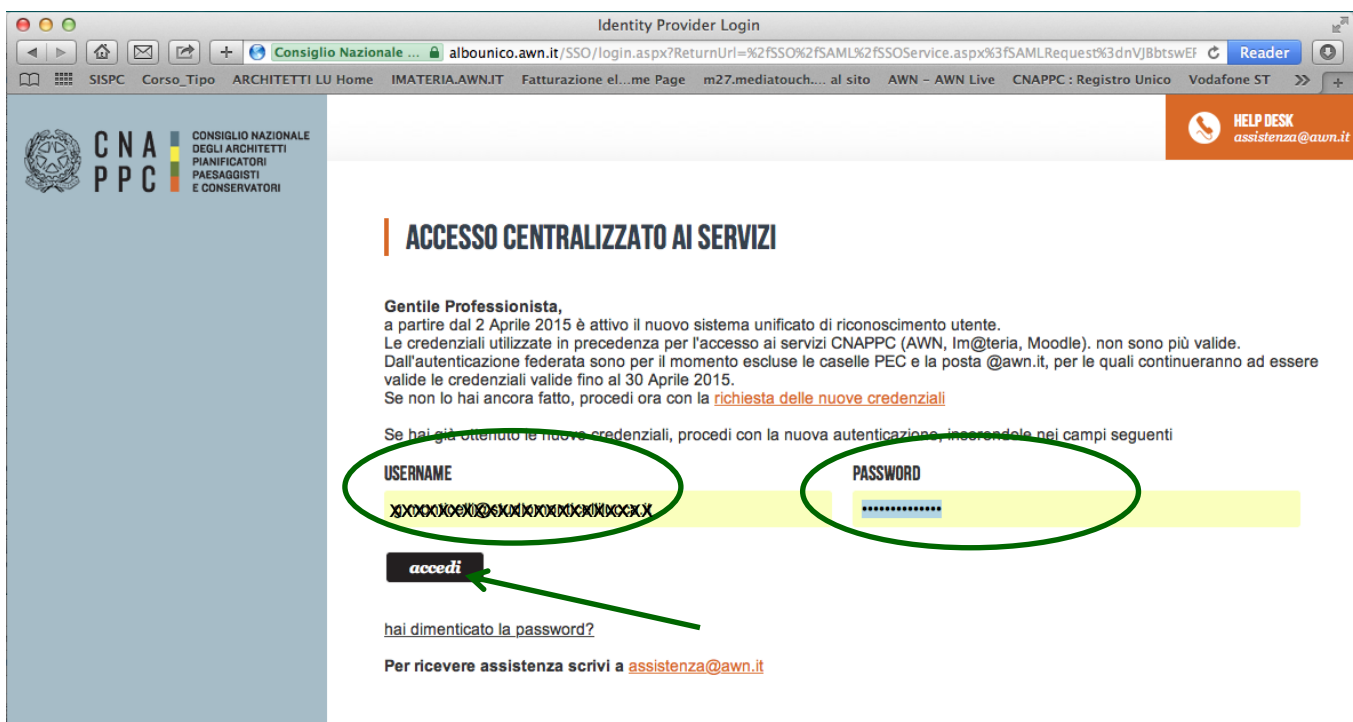 Identity Provider Login
Consiglio Nazionale ... albounico.awn.it/SSO/login.aspx?ReturnUrl=%2fSSO%2fSAML%2fSSOService.aspx%3fSAMLRequest%3dnVJBbtswEF Reader
SISPC Corso_Tipo ARCHITETTI LU Home IMATERIA.AWN.IT Fatturazione el...me Page m27.mediatouch.... al sito AWN – AWN Live CNAPPC : Registro Unico Vodafone ST >> +
CNA
PPC
CONSIGLIO NAZIONALE
DEGLI ARCHITETTI
PIANIFICATORI
PAESAGGISTI
E CONSERVATORI
HELP DESK
assistenza@awn.it
ACCESSO CENTRALIZZATO AI SERVIZI
Gentile Professionista,
a partire dal 2 Aprile 2015 è attivo il nuovo sistema unificato di riconoscimento utente.
Le credenziali utilizzate in precedenza per l'accesso ai servizi CNAPPC (AWN, Im@teria, Moodle). non sono più valide.
Dall'autenticazione federata sono per il momento escluse le caselle PEC e la posta @awn.it, per le quali continueranno ad essere
valide le credenziali valide fino al 30 Aprile 2015.
Se non lo hai ancora fatto, procedi ora con la richiesta delle nuove credenziali
Se hai già ottenuto le nuove credenziali, procedi con la nuova autenticazione, inserendole nei campi seguenti
USERNAME PASSWORD
accedi
hai dimenticato la password?
Per ricevere assistenza scrivi a assistenza@awn.it